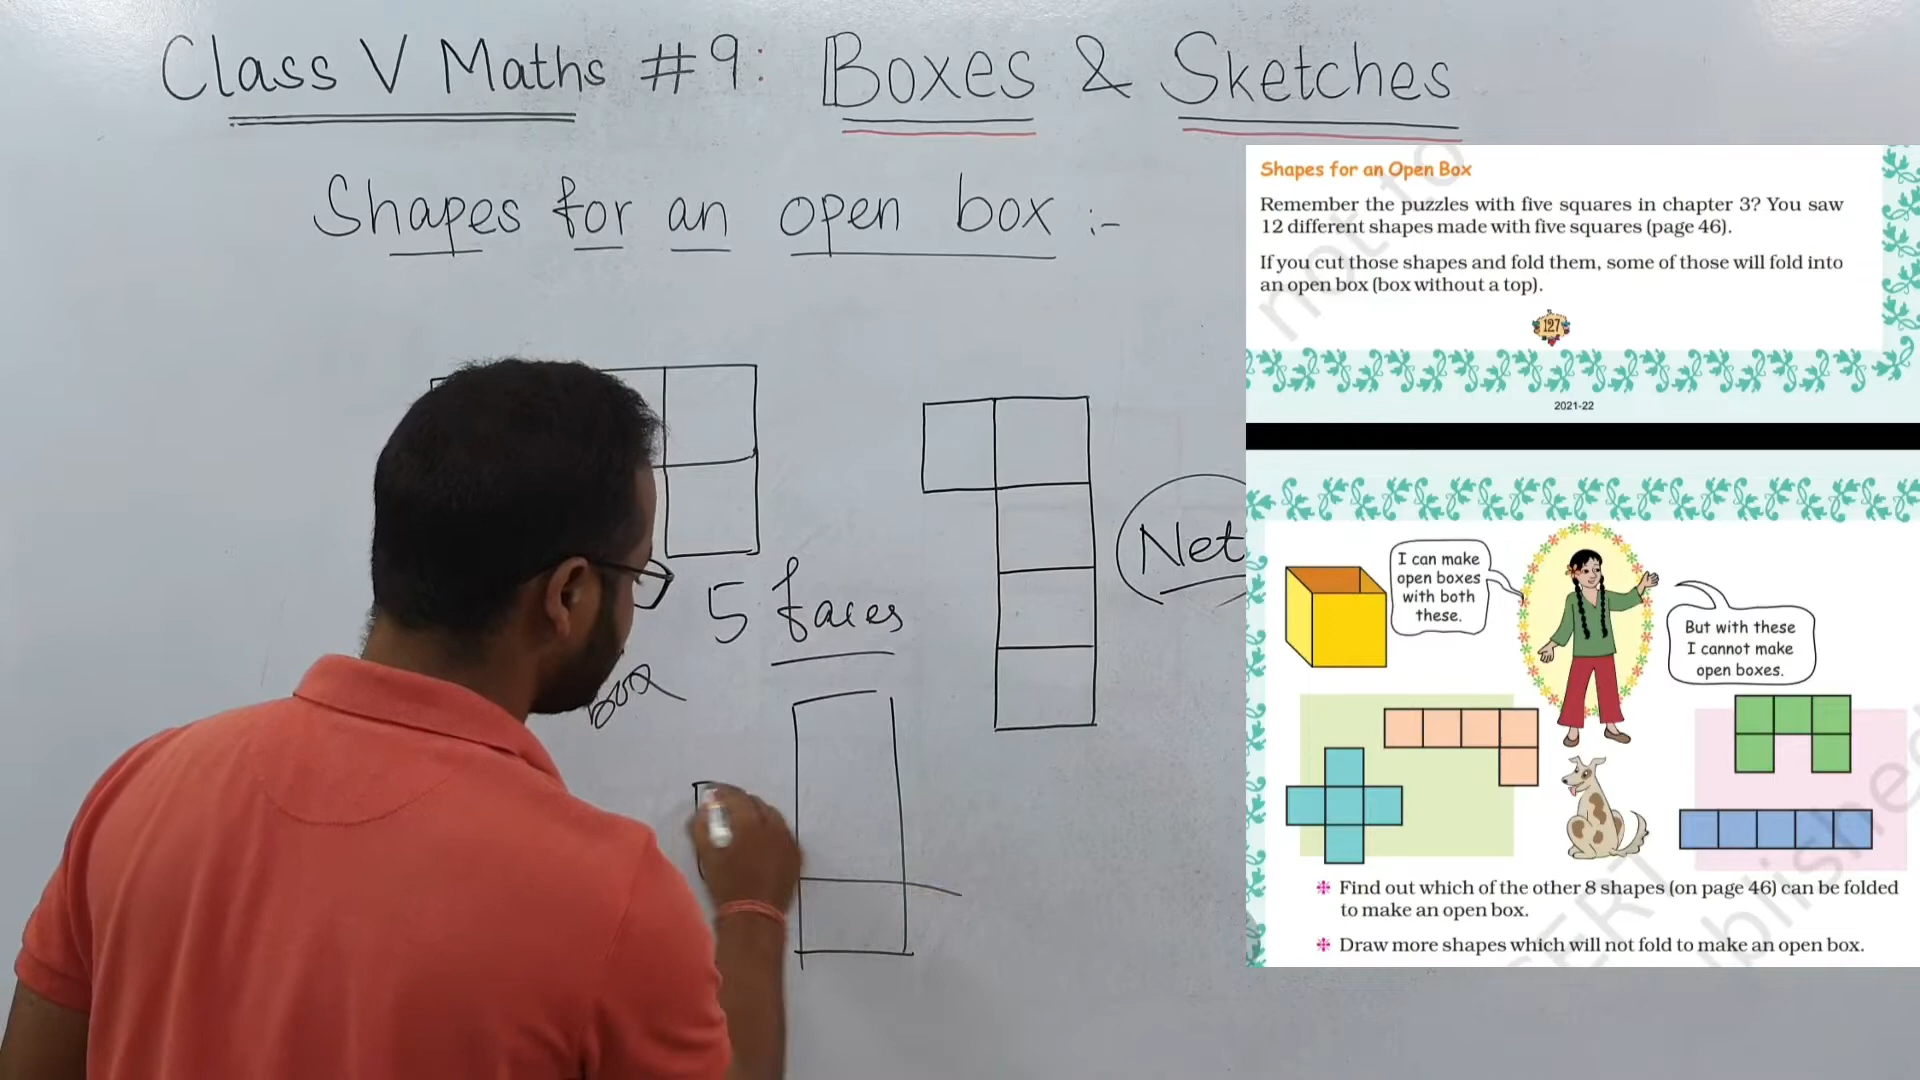 Class V Maths #9: Boxes & Sketches
Shapes for an open box :-
5 faces
box
Net
Shapes for an Open Box
Remember the puzzles with five squares in chapter 3? You saw
12 different shapes made with five squares (page 46).
If you cut those shapes and fold them, some of those will fold into
an open box (box without a top).
127
2021-22
I can make
open boxes
with both
these.
But with these
I cannot make
open boxes.
Find out which of the other 8 shapes (on page 46) can be folded
to make an open box.
Draw more shapes which will not fold to make an open box.
not to